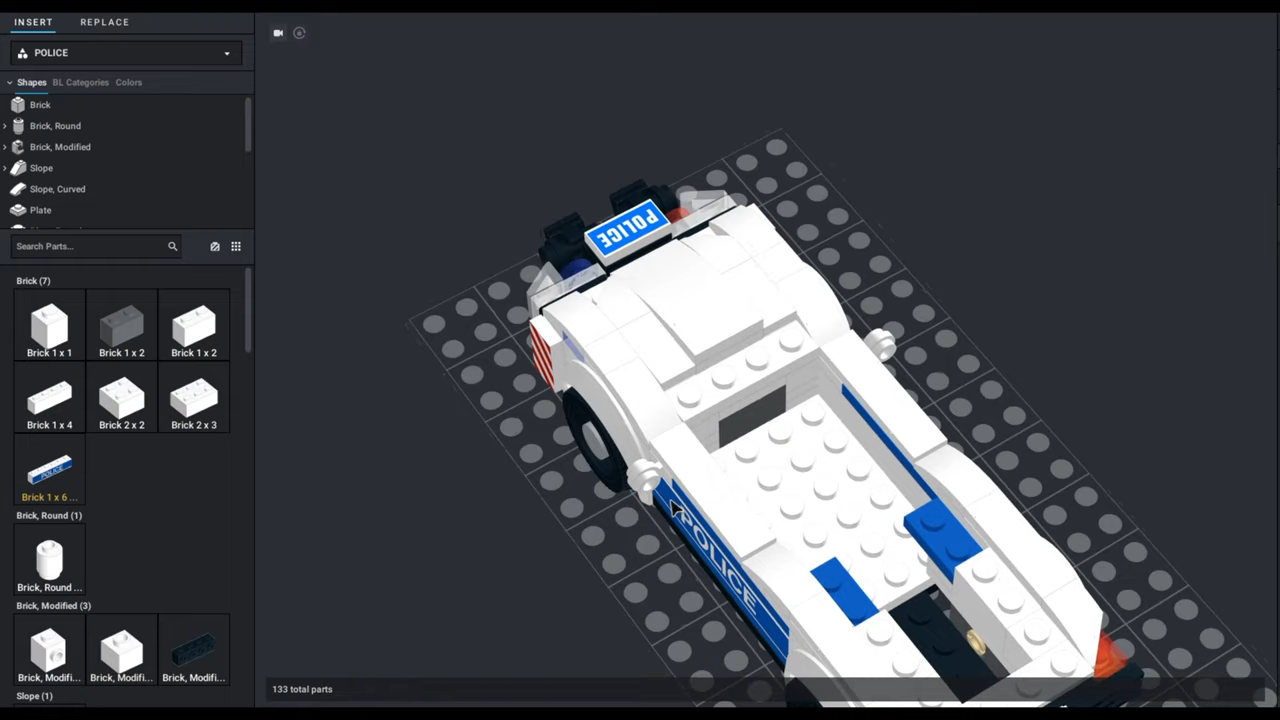 INSERT REPLACE
POLICE
Shapes BL Categories Colors
Brick
Brick, Round
Brick, Modified
Slope
Slope, Curved
Plate
Search Parts...
Brick (7)
Brick 1 x 1 Brick 1 x 2 Brick 1 x 2
Brick 1 x 4 Brick 2 x 2 Brick 2 x 3
POLICE
Brick 1 x 6 ...
Brick, Round (1)
Brick, Round ...
Brick, Modified (3)
Brick, Modifi... Brick, Modifi... Brick, Modifi...
Slope (1)
POLICE
POLICE
133 total parts